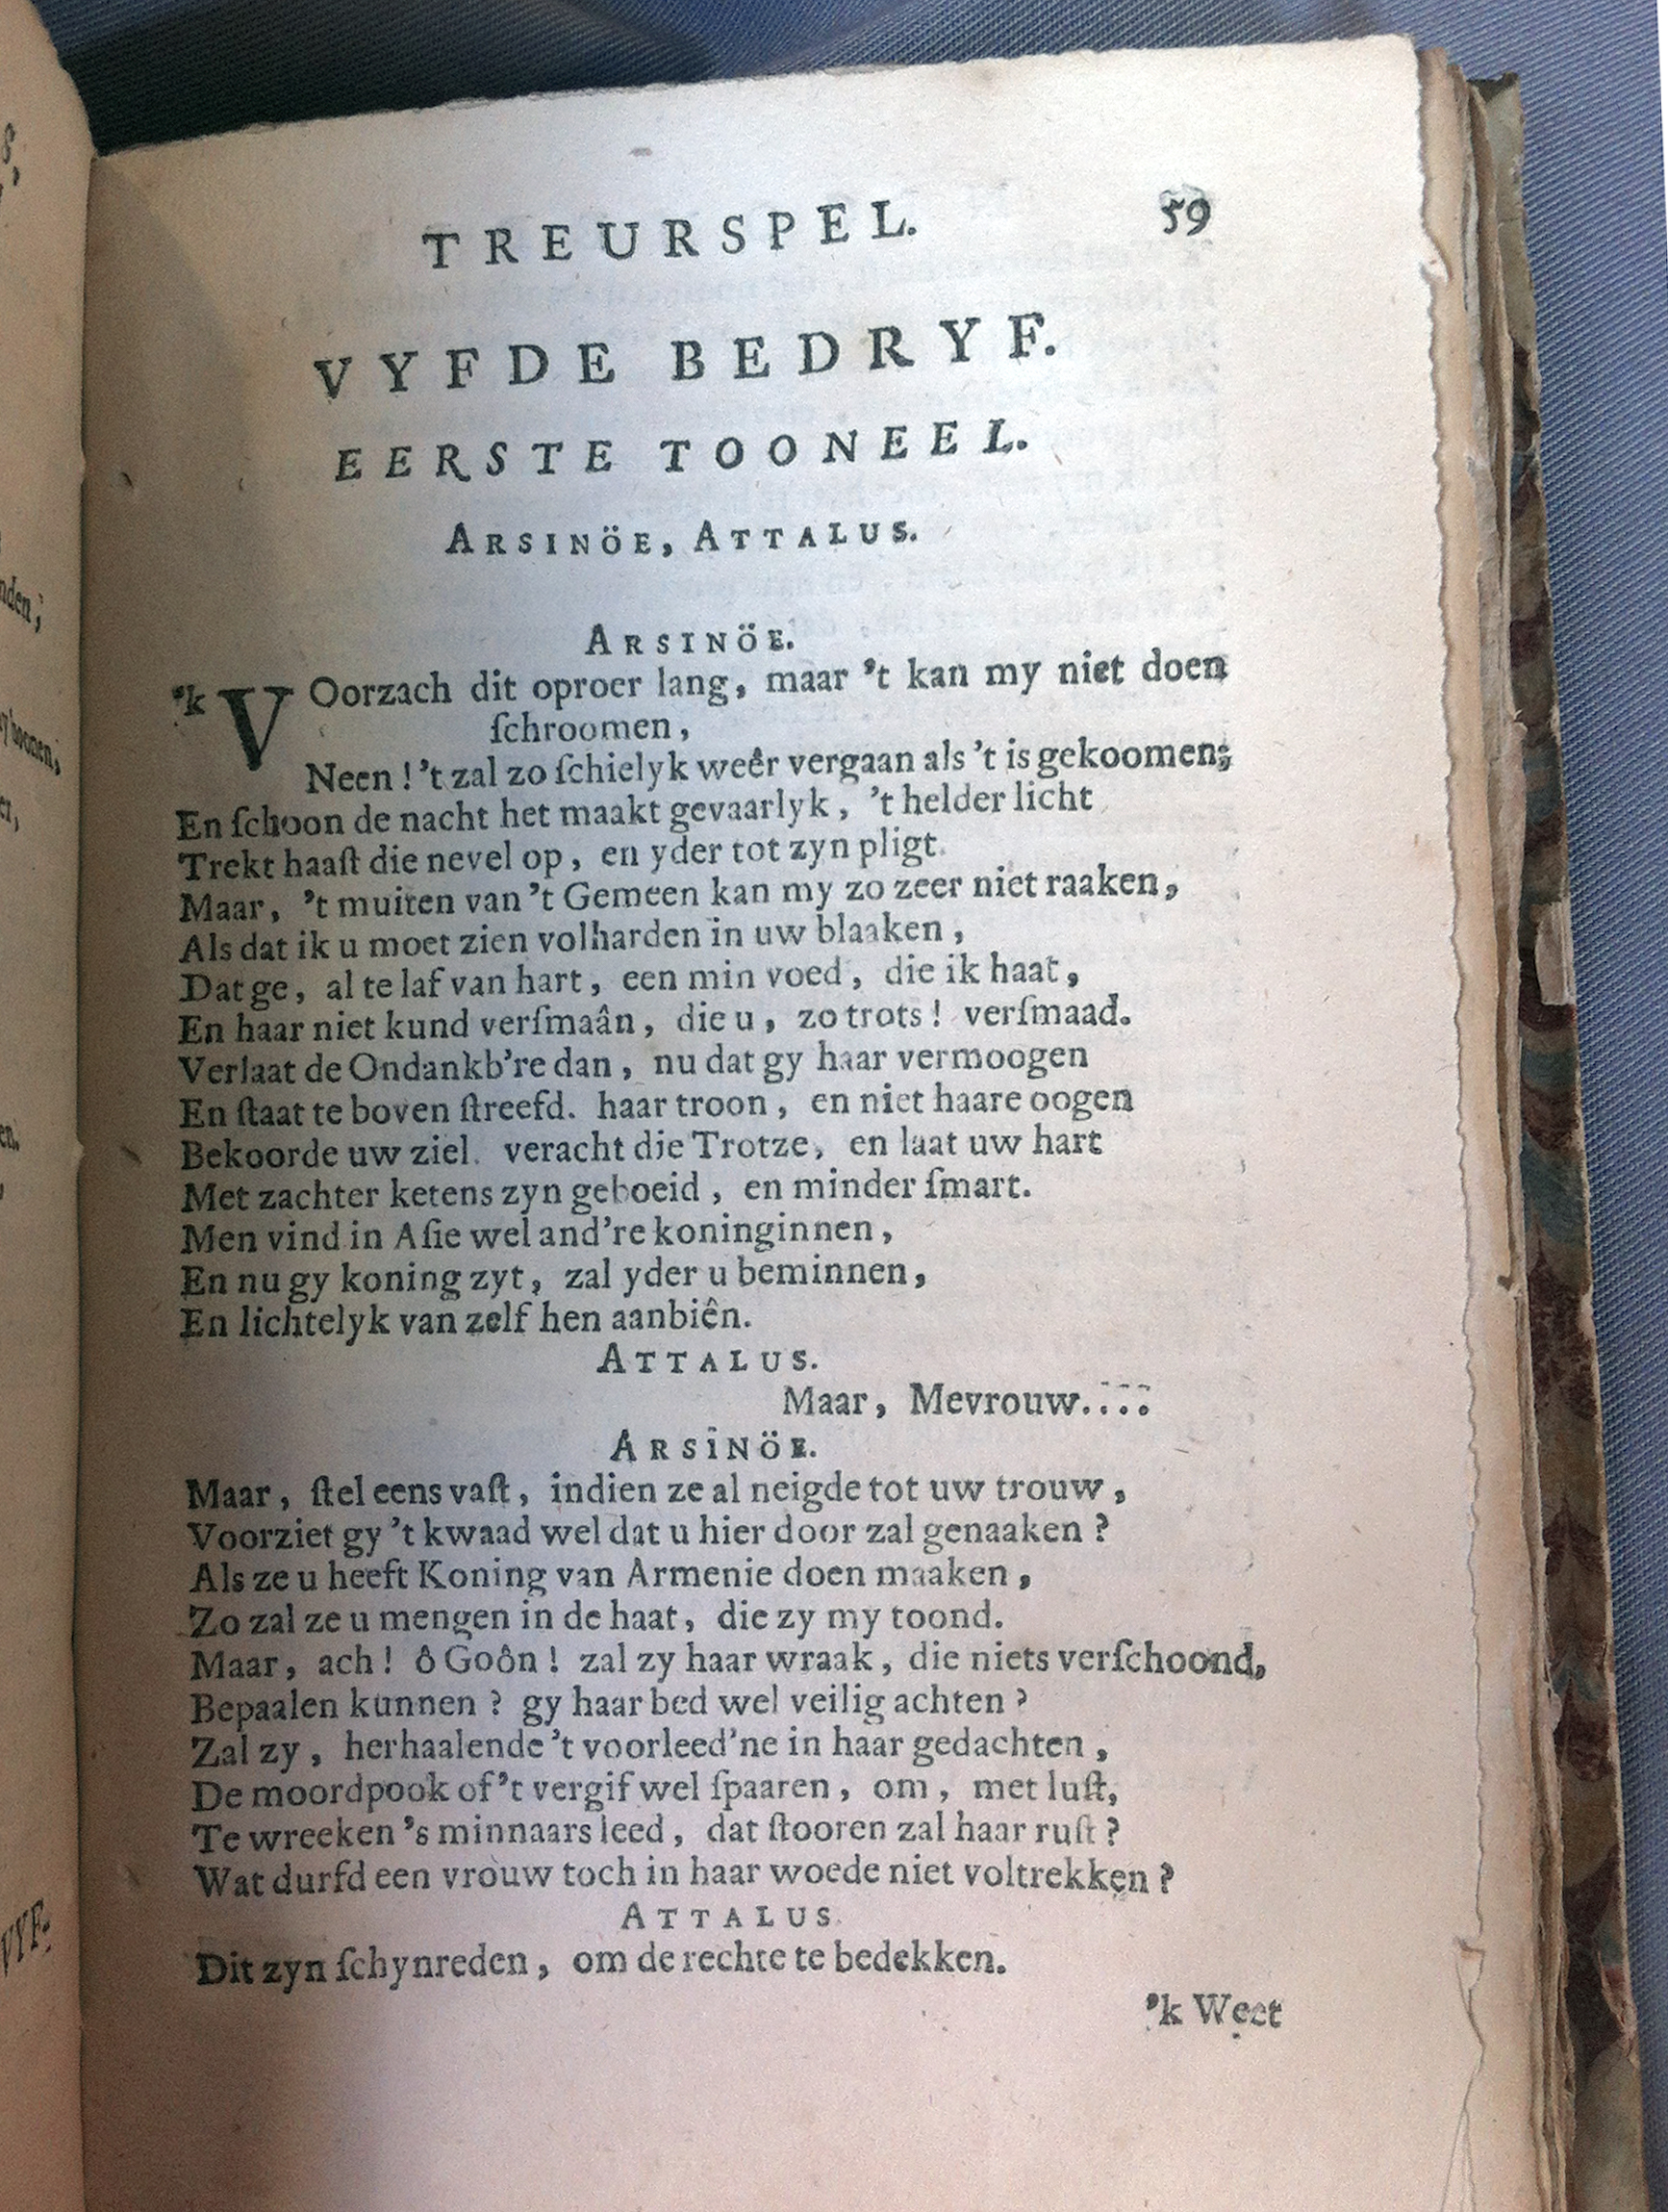 TREURSPEL. 59
VYFDE BEDRYF.
EERSTE TOONEEL.
ARSINÖE, ATTALUS.
ARSINÖE.
'k VOorzach dit oproer lang, maar 't kan my niet doen
ſchroomen,
Neen! 't zal zo ſchielyk weêr vergaan als 't is gekoomen;
En ſchoon de nacht het maakt gevaarlyk, 't helder licht
Trekt haaſt die nevel op, en yder tot zyn pligt.
Maar, 't muiten van 't Gemeen kan my zo zeer niet raaken,
Als dat ik u moet zien volharden in uw blaaken,
Dat ge, al te laf van hart, een min voed, die ik haat,
En haar niet kund verſmaân, die u, zo trots! verſmaad.
Verlaat de Ondankb're dan, nu dat gy haar vermoogen
En ſtaat te boven ſtreefd. haar troon, en niet haare oogen
Bekoorde uw ziel. veracht die Trotze, en laat uw hart
Met zachter ketens zyn geboeid, en minder ſmart.
Men vind in Aſie wel and're koninginnen,
En nu gy koning zyt, zal yder u beminnen,
En lichtelyk van zelf hen aanbiên.
ATTALUS.
Maar, Mevrouw....
ARSINÖE.
Maar, ſtel eens vaſt, indien ze al neigde tot uw trouw,
Voorziet gy 't kwaad wel dat u hier door zal genaaken?
Als ze u heeft Koning van Armenie doen maaken,
Zo zal ze u mengen in de haat, die zy my toond.
Maar, ach! ô Goôn! zal zy haar wraak, die niets verſchoond,
Bepaalen kunnen? gy haar bed wel veilig achten?
Zal zy, herhaalende 't voorleed'ne in haar gedachten,
De moordpook of 't vergif wel ſpaaren, om, met luſt,
Te wreeken 's minnaars leed, dat ſtooren zal haar ruſt?
Wat durfd een vrouw toch in haar woede niet voltrekken?
ATTALUS.
Dit zyn ſchynreden, om de rechte te bedekken.
'k Weet